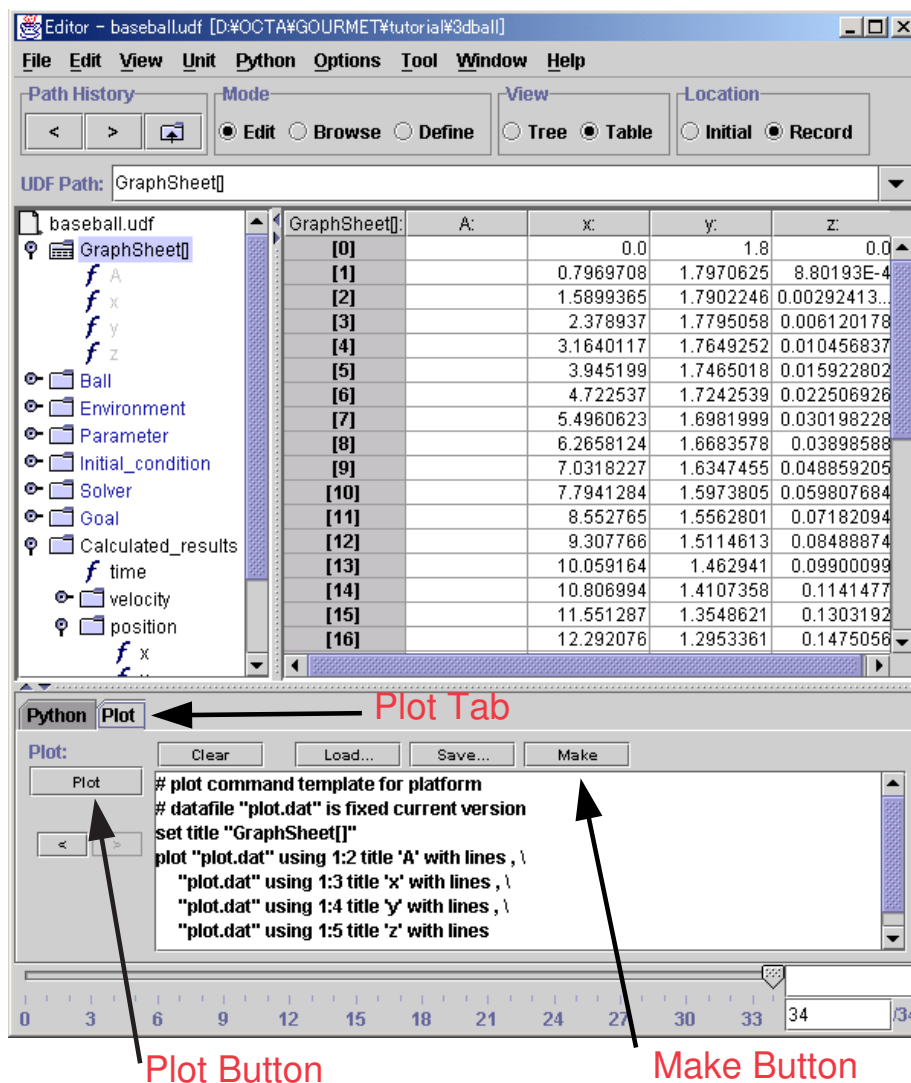 Editor - baseball.udf [D:¥OCTA¥GOURMET¥tutorial¥3dball]
File Edit View Unit Python Options Tool Window Help
Path History Mode View Location
< > Edit Browse Define Tree Table Initial Record
UDF Path: GraphSheet[]
baseball.udf
GraphSheet[]
f A
f x
f y
f z
Ball
Environment
Parameter
Initial_condition
Solver
Goal
Calculated_results
f time
velocity
position
f x
GraphSheet[]: A: x: y: z:
[0] 0.0 1.8 0.0
[1] 0.7969708 1.7970625 8.80193E-4
[2] 1.5899365 1.7902246 0.00292413...
[3] 2.378937 1.7795058 0.006120178
[4] 3.1640117 1.7649252 0.010456837
[5] 3.945199 1.7465018 0.015922802
[6] 4.722537 1.7242539 0.022506926
[7] 5.4960623 1.6981999 0.030198228
[8] 6.2658124 1.6683578 0.03898588
[9] 7.0318227 1.6347455 0.048859205
[10] 7.7941284 1.5973805 0.059807684
[11] 8.552765 1.5562801 0.07182094
[12] 9.307766 1.5114613 0.08488874
[13] 10.059164 1.462941 0.09900099
[14] 10.806994 1.4107358 0.1141477
[15] 11.551287 1.3548621 0.1303192
[16] 12.292076 1.2953361 0.1475056
Python Plot Plot Tab
Plot: Clear Load... Save... Make
Plot
< >
# plot command template for platform
# datafile "plot.dat" is fixed current version
set title "GraphSheet[]"
plot "plot.dat" using 1:2 title 'A' with lines , \
"plot.dat" using 1:3 title 'x' with lines , \
"plot.dat" using 1:4 title 'y' with lines , \
"plot.dat" using 1:5 title 'z' with lines
0 3 6 9 12 15 18 21 24 27 30 33 34 /34
Plot Button Make Button